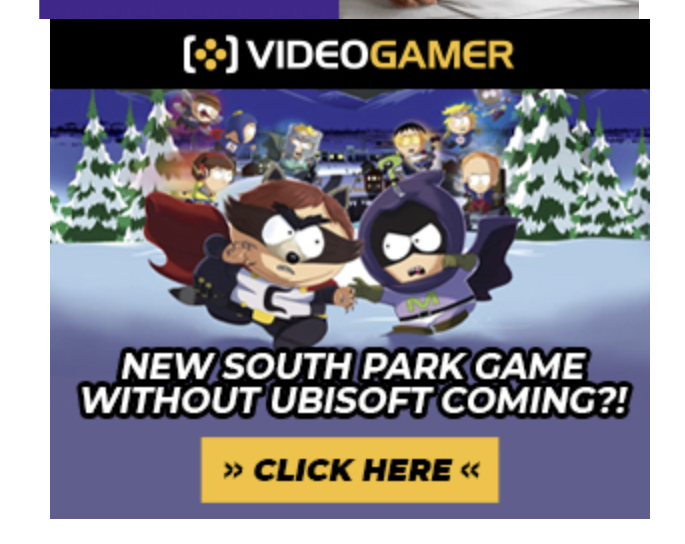 VIDEOGAMER
NEW SOUTH PARK GAME
WITHOUT UBISOFT COMING?!
» CLICK HERE «